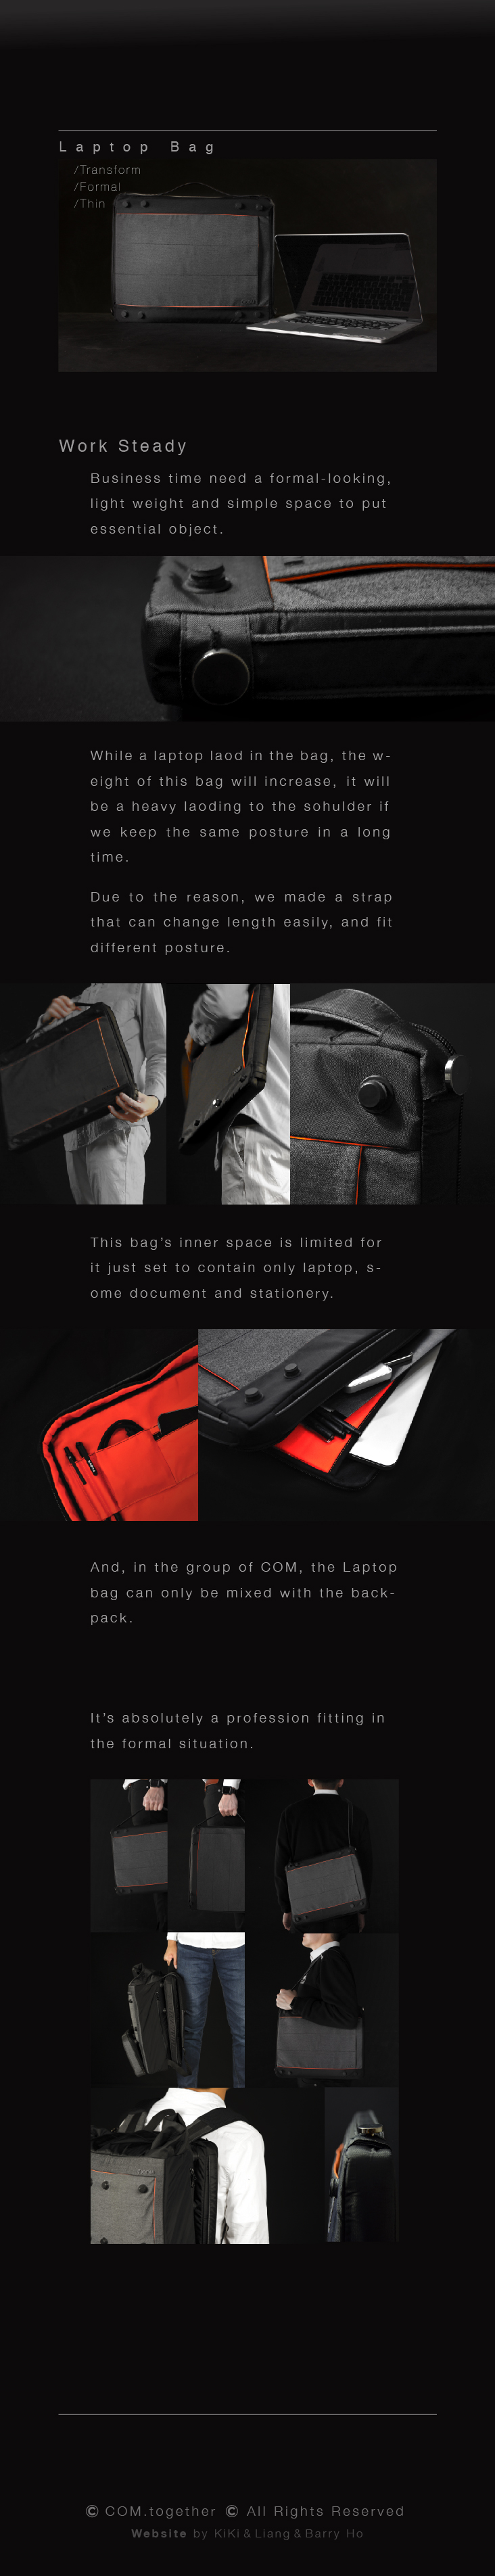 Laptop Bag
/Transform
/Formal
/Thin
Work Steady
Business time need a formal-looking,
light weight and simple space to put
essential object.
While a laptop laod in the bag, the w-
eight of this bag will increase, it will
be a heavy laoding to the sohulder if
we keep the same posture in a long
time.
Due to the reason, we made a strap
that can change length easily, and fit
different posture.
This bag's inner space is limited for
it just set to contain only laptop, s-
ome document and stationery.
And, in the group of COM, the Laptop
bag can only be mixed with the back-
pack.
It's absolutely a profession fitting in
the formal situation.
© COM.together © All Rights Reserved
Website by KiKi & Liang & Barry Ho